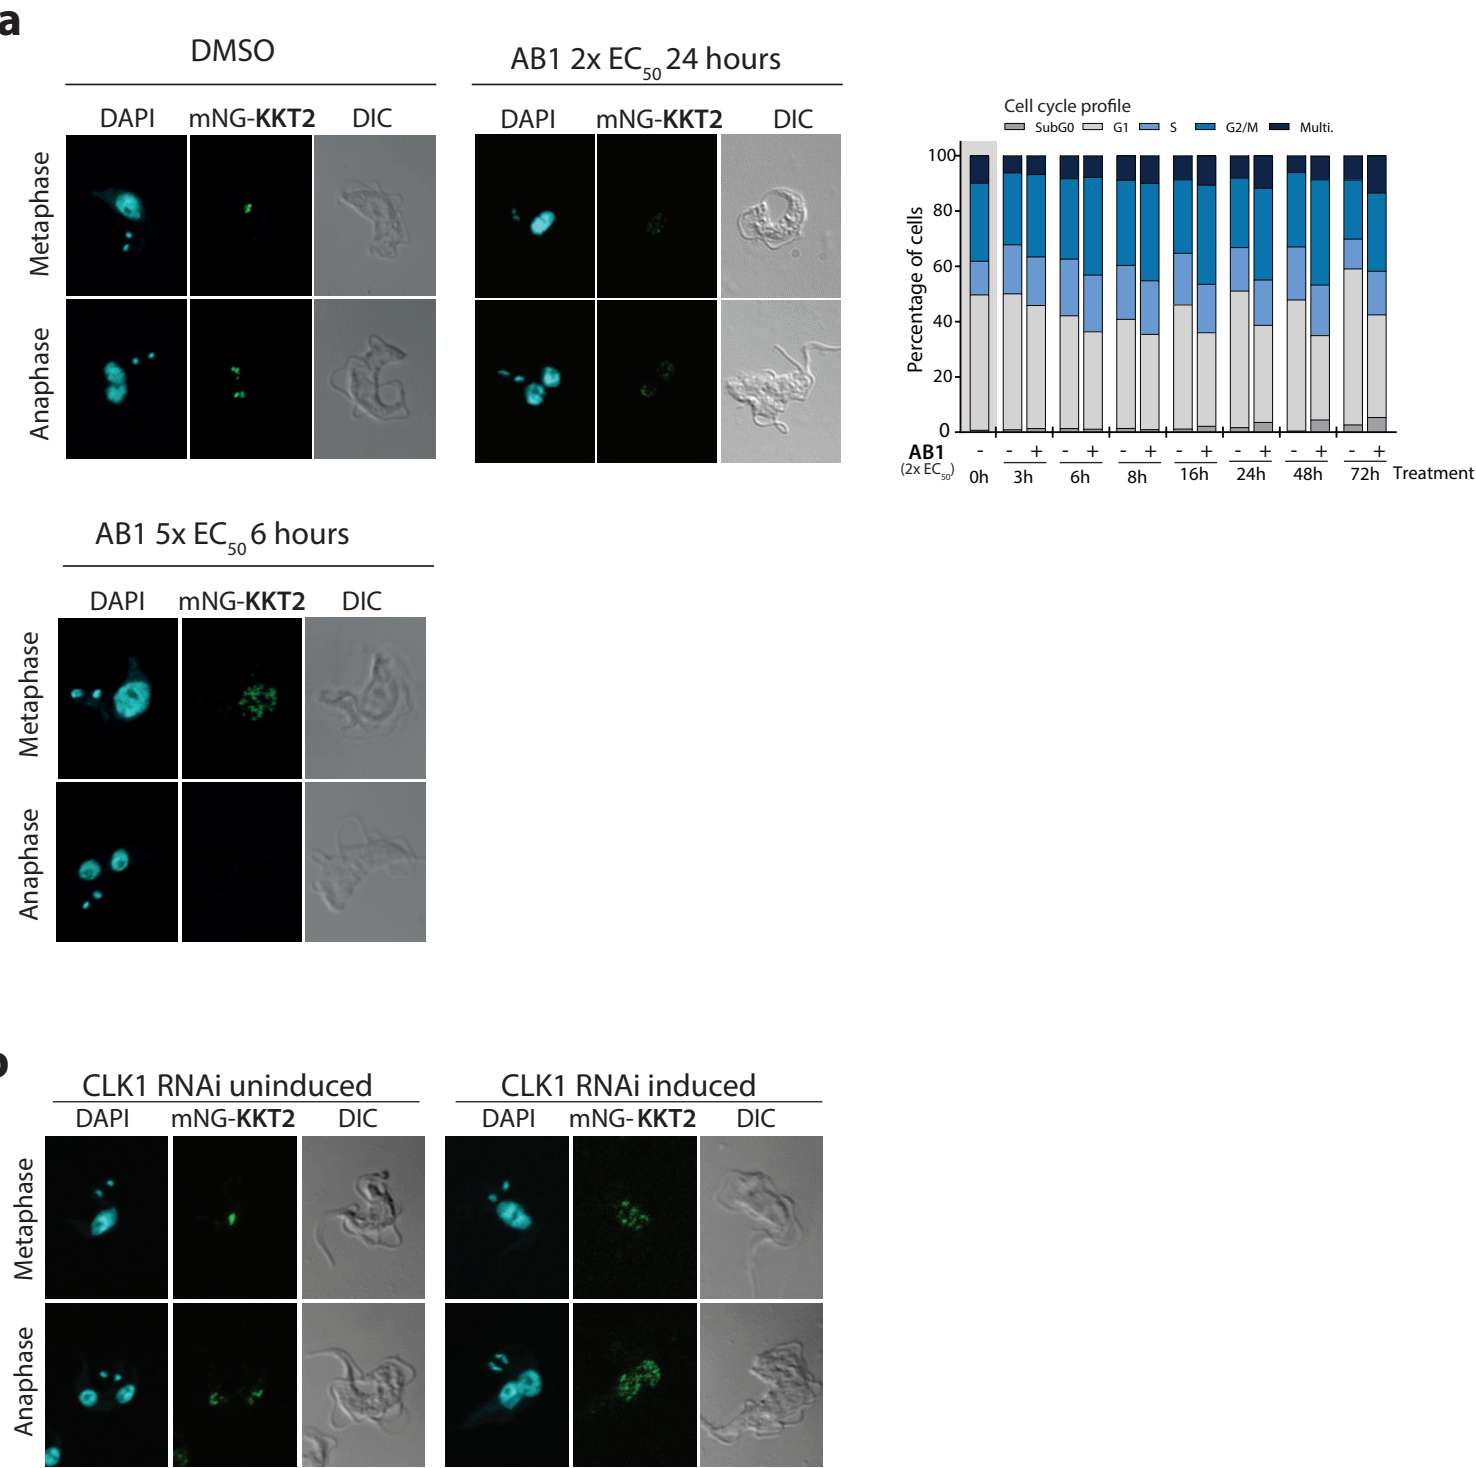 a
DMSO
DAPI mNG-KKT2 DIC
Metaphase
Anaphase
AB1 2x EC50 24 hours
DAPI mNG-KKT2 DIC
Cell cycle profile
SubG0 G1 S G2/M Multi.
Percentage of cells
100
80
60
40
20
0
AB1 - - + - + - + - + - + - + - +
(2x EC50) 0h 3h 6h 8h 16h 24h 48h 72h Treatment
AB1 5x EC50 6 hours
DAPI mNG-KKT2 DIC
Metaphase
Anaphase
CLK1 RNAi uninduced CLK1 RNAi induced
DAPI mNG-KKT2 DIC DAPI mNG-KKT2 DIC
Metaphase
Anaphase